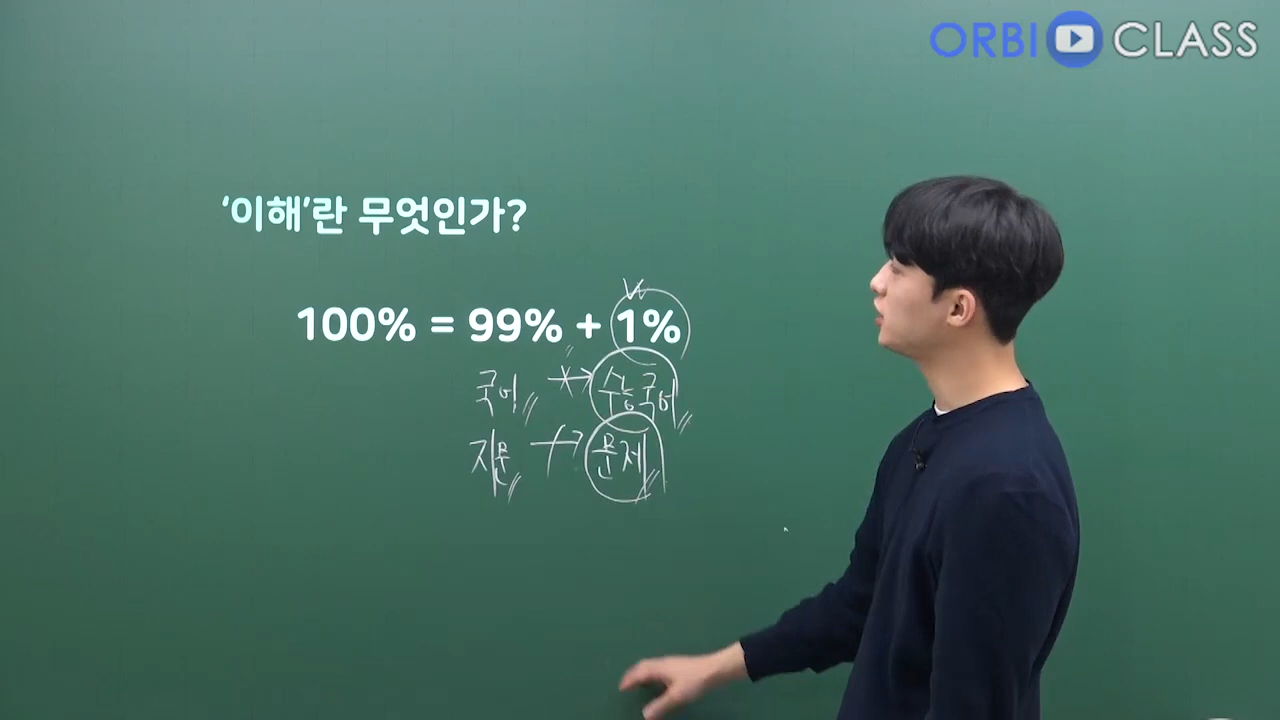 ORBI CLASS
‘이해’란 무엇인가?
100% = 99% + 1%
국어 → 수능국어
지문 → 문제